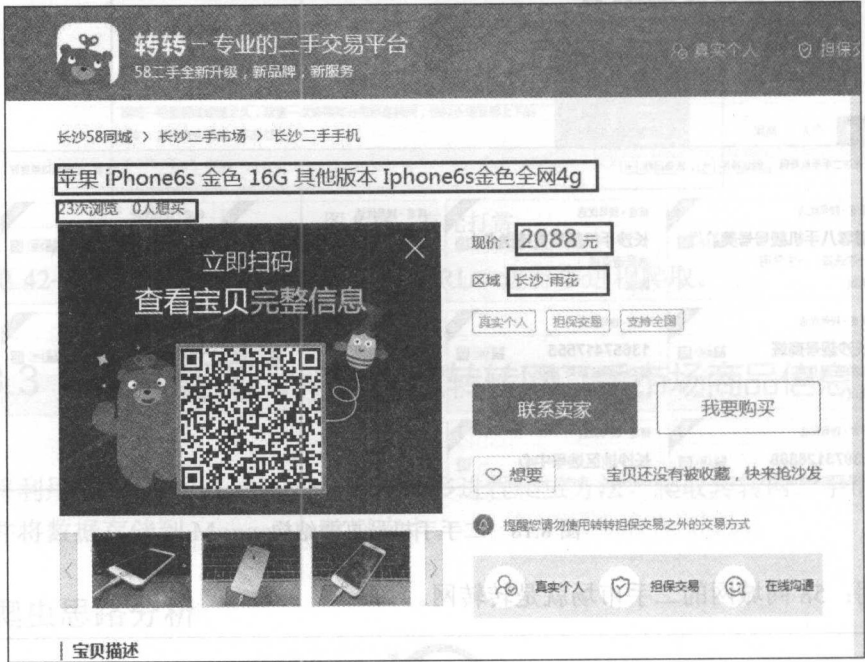 转转－专业的二手交易平台
58二手全新升级，新品牌，新服务
真实个人
担保
长沙58同城 > 长沙二手市场 > 长沙二手手机
苹果 iPhone6s 金色 16G 其他版本 Iphone6s金色全网4g
23次浏览 0人想买
立即扫码
查看宝贝完整信息
现价：2088 元
区域 长沙-雨花
真实个人 担保交易 支持全国
联系卖家
我要购买
想要
宝贝还没有被收藏，快来抢沙发
提醒您请勿使用转转担保交易之外的交易方式
真实个人 担保交易 在线沟通
宝贝描述